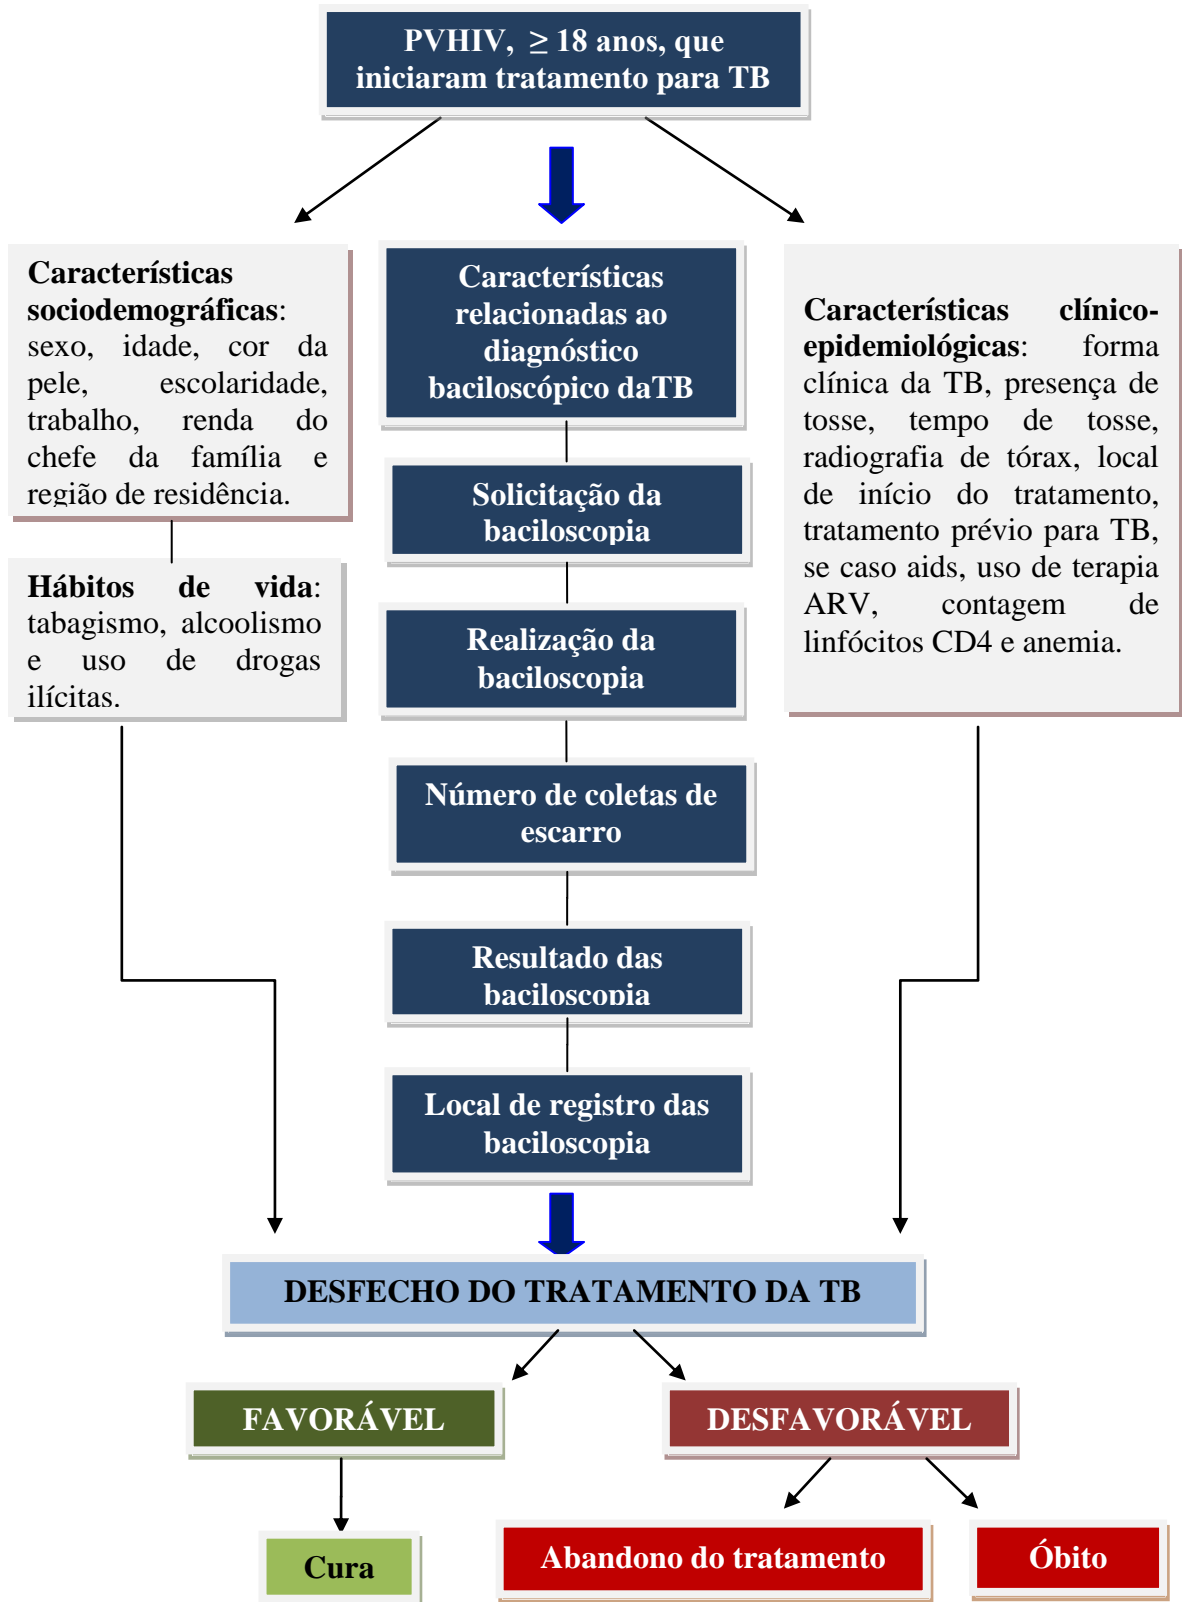 PVHIV, ≥ 18 anos, que
iniciaram tratamento para TB
Características
sociodemográficas:
sexo, idade, cor da
pele, escolaridade,
trabalho, renda do
chefe da família e
região de residência.
Hábitos de vida:
tabagismo, alcoolismo
e uso de drogas
ilícitas.
Características
relacionadas ao
diagnóstico
baciloscópico daTB
Solicitação da
baciloscopia
Realização da
baciloscopia
Número de coletas de
escarro
Resultado das
baciloscopia
Local de registro das
baciloscopia
Características clínico-
epidemiológicas: forma
clínica da TB, presença de
tosse, tempo de tosse,
radiografia de tórax, local
de início do tratamento,
tratamento prévio para TB,
se caso aids, uso de terapia
ARV, contagem de
linfócitos CD4 e anemia.
DESFECHO DO TRATAMENTO DA TB
FAVORÁVEL
DESFAVORÁVEL
Cura
Abandono do tratamento
Óbito